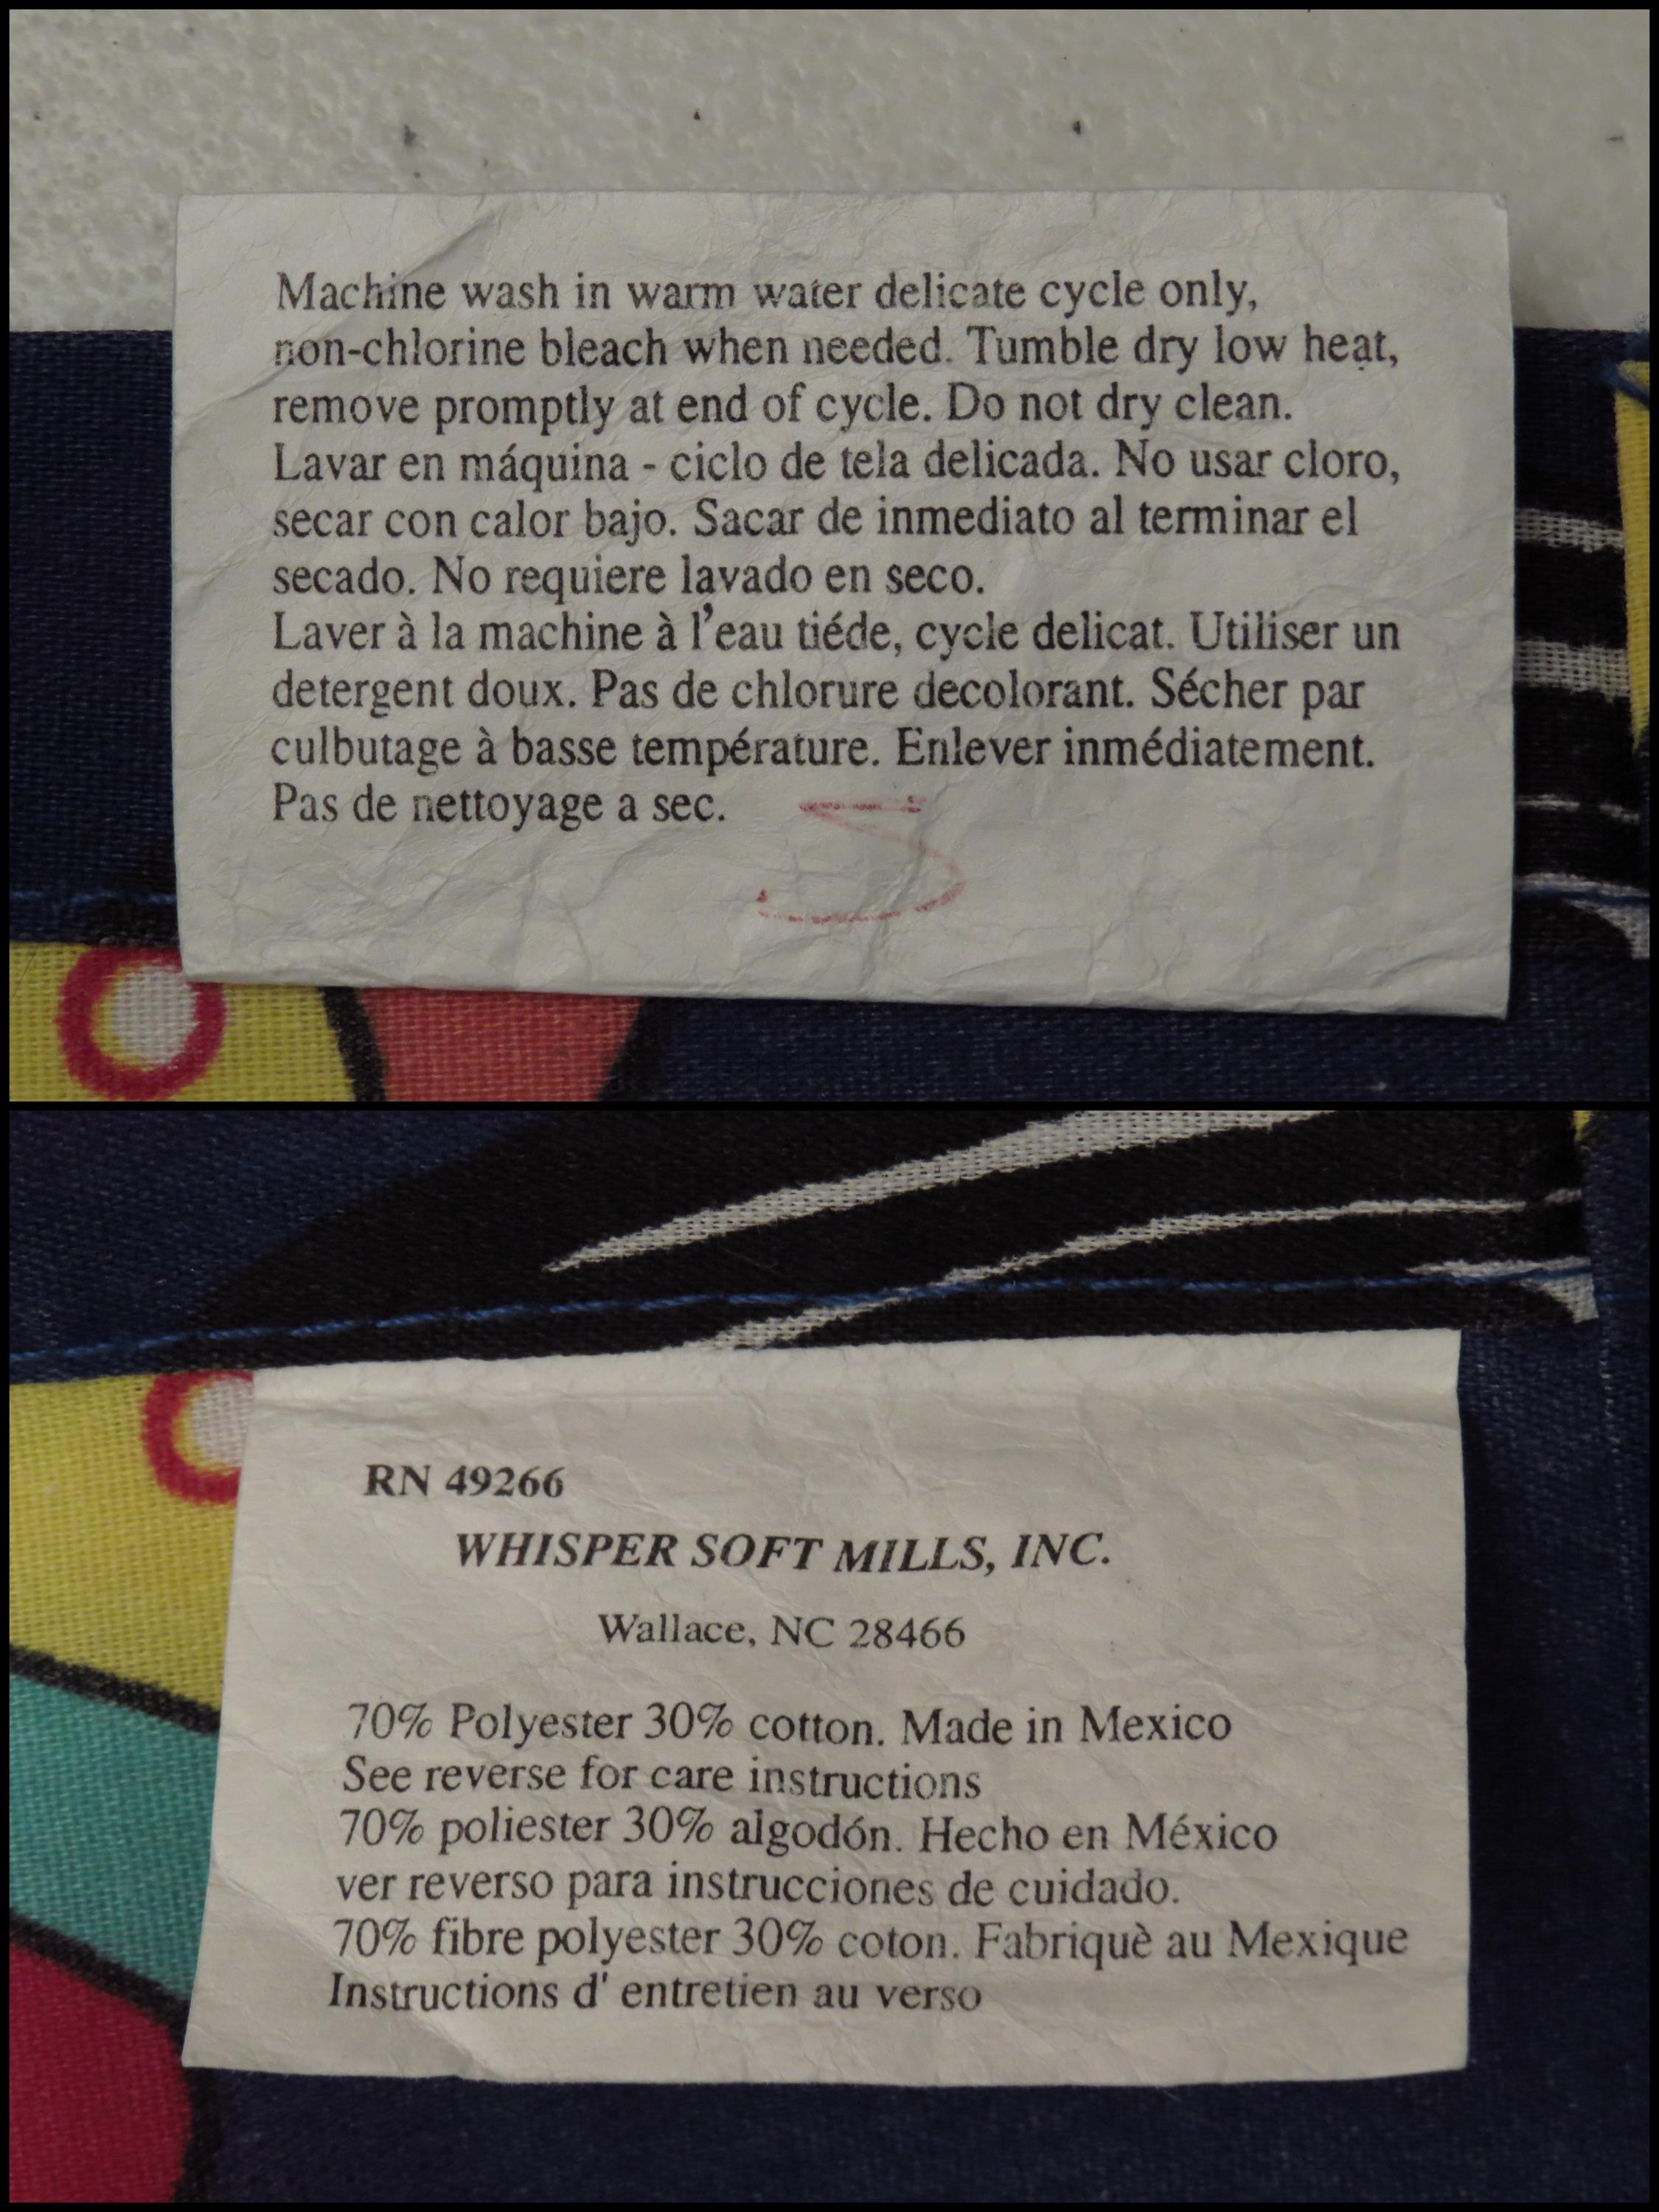 Machine wash in warm water delicate cycle only,
non-chlorine bleach when needed. Tumble dry low heat,
remove promptly at end of cycle. Do not dry clean.
Lavar en máquina - ciclo de tela delicada. No usar cloro,
secar con calor bajo. Sacar de inmediato al terminar el
secado. No requiere lavado en seco.
Laver à la machine à l'eau tiéde, cycle delicat. Utiliser un
detergent doux. Pas de chlorure decolorant. Sécher par
culbutage à basse température. Enlever inmédiatement.
Pas de nettoyage a sec.
RN 49266
WHISPER SOFT MILLS, INC.
Wallace, NC 28466
70% Polyester 30% cotton. Made in Mexico
See reverse for care instructions
70% poliester 30% algodón. Hecho en México
ver reverso para instrucciones de cuidado.
70% fibre polyester 30% coton. Fabriquè au Mexique
Instructions d' entretien au verso